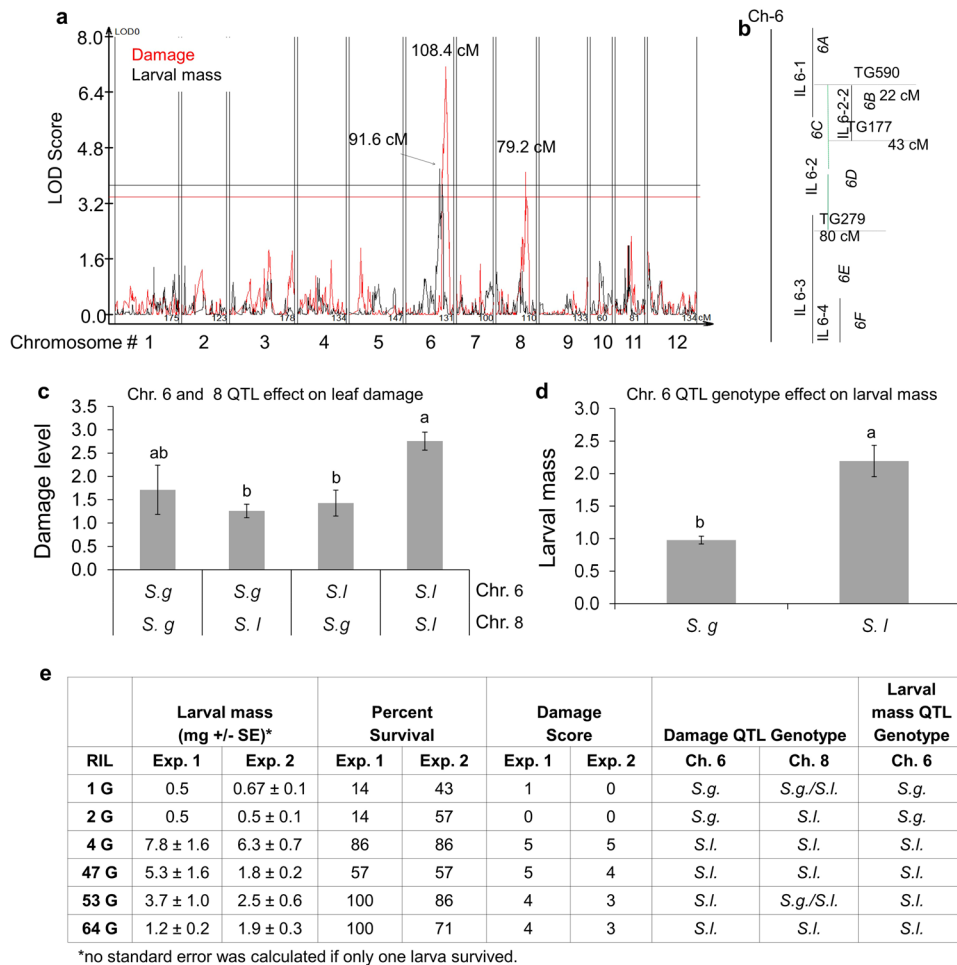 a
LOD0
8.0
6.4
4.8
3.2
1.6
0.0
LOD Score
Damage
Larval mass
108.4 cM
91.6 cM
79.2 cM
175 123 178 134 147 131 100 110 133 60 81 134 cM
Chromosome # 1 2 3 4 5 6 7 8 9 10 11 12
b
Ch-6
IL 6-1
6A
TG590
IL 6-2-2
6B
22 cM
6C
TG177
43 cM
IL 6-2
6D
TG279
80 cM
IL 6-3
6E
IL 6-4
6F
c
Chr. 6 and 8 QTL effect on leaf damage
Damage level
3.5
3.0
2.5
2.0
1.5
1.0
0.5
0.0
ab b b a
S.g S.g S.l S.l Chr. 6
S. g S. l S.g S.l Chr. 8
d
Chr. 6 QTL genotype effect on larval mass
Larval mass
3.0
2.5
2.0
1.5
1.0
0.5
0.0
b a
S. g S. l
e
Larval mass (mg +/- SE)* Percent Survival Damage Score Damage QTL Genotype Larval mass QTL Genotype
RIL Exp. 1 Exp. 2 Exp. 1 Exp. 2 Exp. 1 Exp. 2 Ch. 6 Ch. 8 Ch. 6
1 G 0.5 0.67 ± 0.1 14 43 1 0 S.g. S.g./S.l. S.g.
2 G 0.5 0.5 ± 0.1 14 57 0 0 S.g. S.l. S.g.
4 G 7.8 ± 1.6 6.3 ± 0.7 86 86 5 5 S.l. S.l. S.l.
47 G 5.3 ± 1.6 1.8 ± 0.2 57 57 5 4 S.l. S.l. S.l.
53 G 3.7 ± 1.0 2.5 ± 0.6 100 86 4 3 S.l. S.g./S.l. S.l.
64 G 1.2 ± 0.2 1.9 ± 0.3 100 71 4 3 S.l. S.l. S.l.
*no standard error was calculated if only one larva survived.